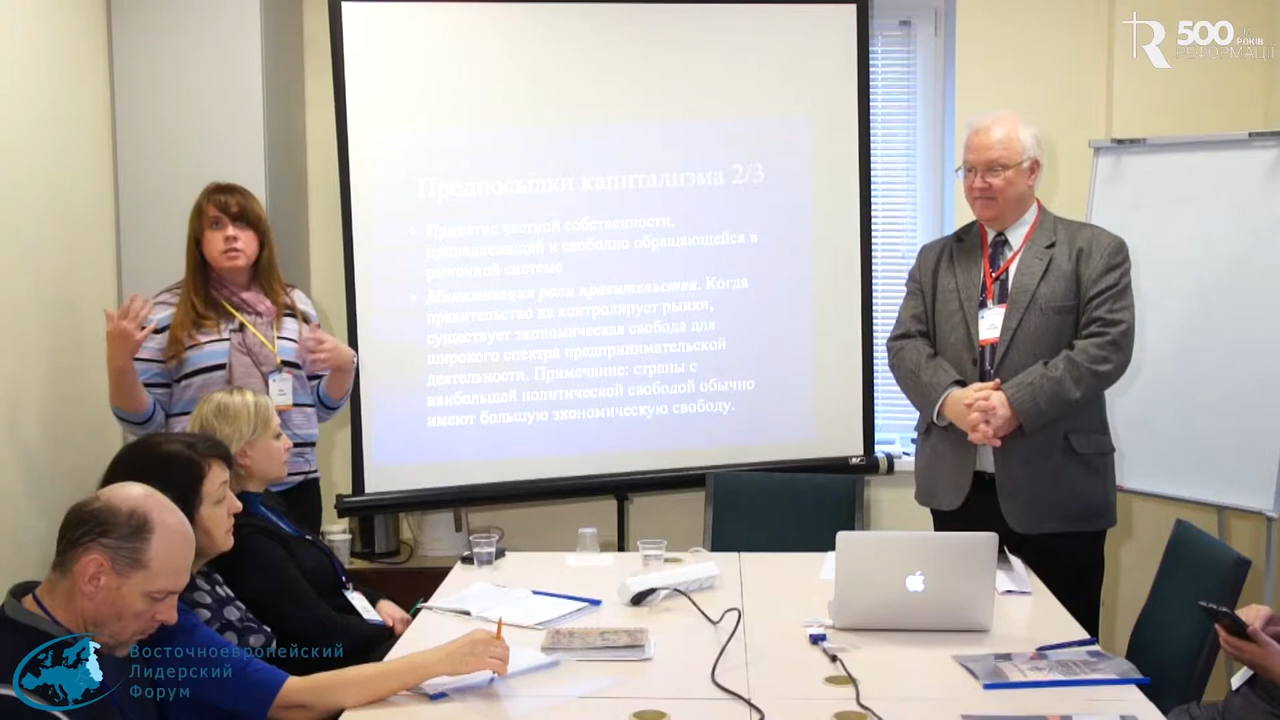 500
РОКІВ
РЕФОРМАЦІЇ
Предпосылки капитализма 2/3
• Принятие частной собственности,
принадлежащей и свободно обращающейся в
рыночной системе
• Минимизация роли правительства. Когда
правительство не контролирует рынки,
существует экономическая свобода для
широкого спектра предпринимательской
деятельности. Примечание: страны с
наибольшей политической свободой обычно
имеют большую экономическую свободу.
Восточноевропейский
Лидерский
Форум